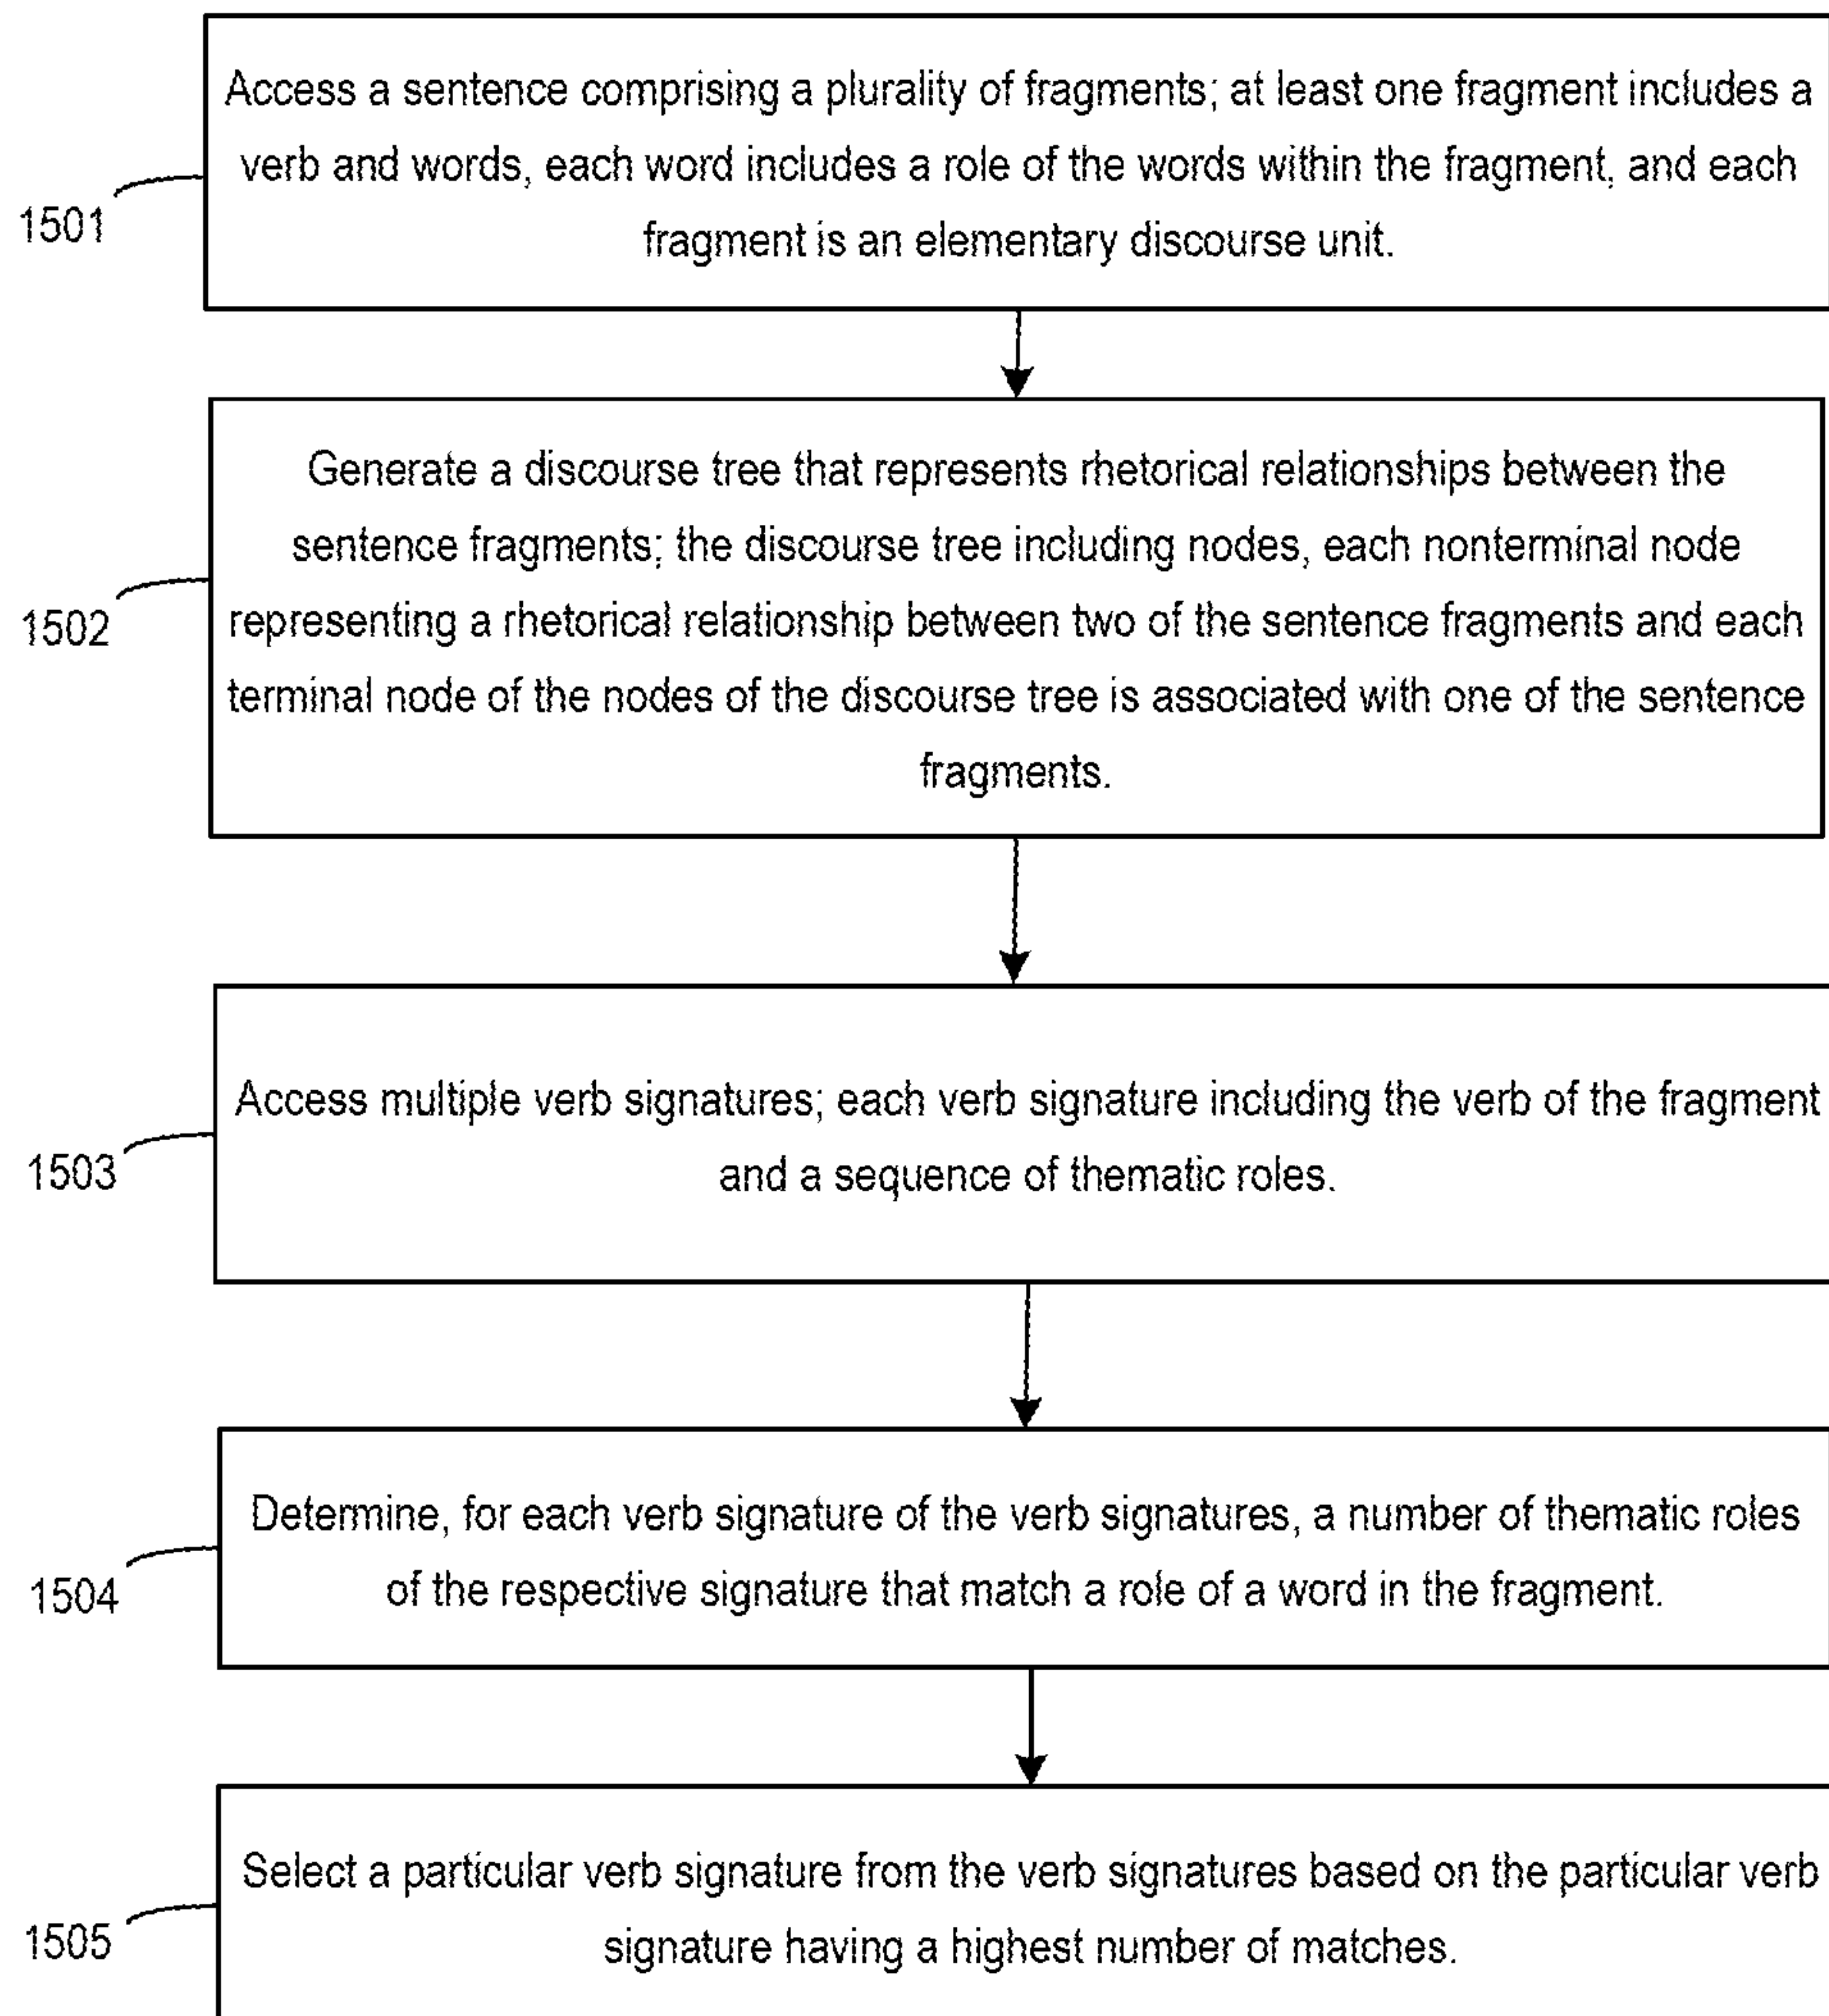 Access a sentence comprising a plurality of fragments; at least one fragment includes a
verb and words, each word includes a role of the words within the fragment, and each
fragment is an elementary discourse unit.
1501
Generate a discourse tree that represents rhetorical relationships between the
sentence fragments; the discourse tree including nodes, each nonterminal node
representing a rhetorical relationship between two of the sentence fragments and each
terminal node of the nodes of the discourse tree is associated with one of the sentence
fragments.
1502
Access multiple verb signatures; each verb signature including the verb of the fragment
and a sequence of thematic roles.
1503
Determine, for each verb signature of the verb signatures, a number of thematic roles
of the respective signature that match a role of a word in the fragment.
1504
Select a particular verb signature from the verb signatures based on the particular verb
signature having a highest number of matches.
1505